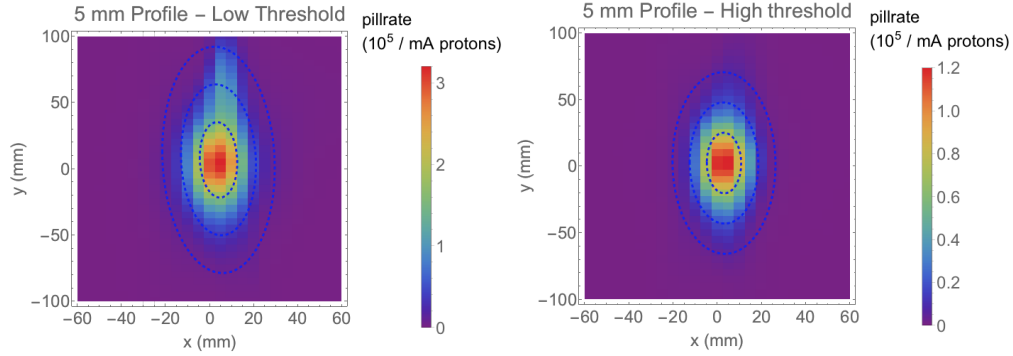 5 mm Profile – Low Threshold
pillrate
(10⁵ / mA protons)
100
50
0
−50
−100
y (mm)
−60 −40 −20 0 20 40 60
x (mm)
3
2
1
0
5 mm Profile – High threshold
pillrate
(10⁵ / mA protons)
100
50
0
−50
−100
y (mm)
−60 −40 −20 0 20 40 60
x (mm)
1.2
1.0
0.8
0.6
0.4
0.2
0